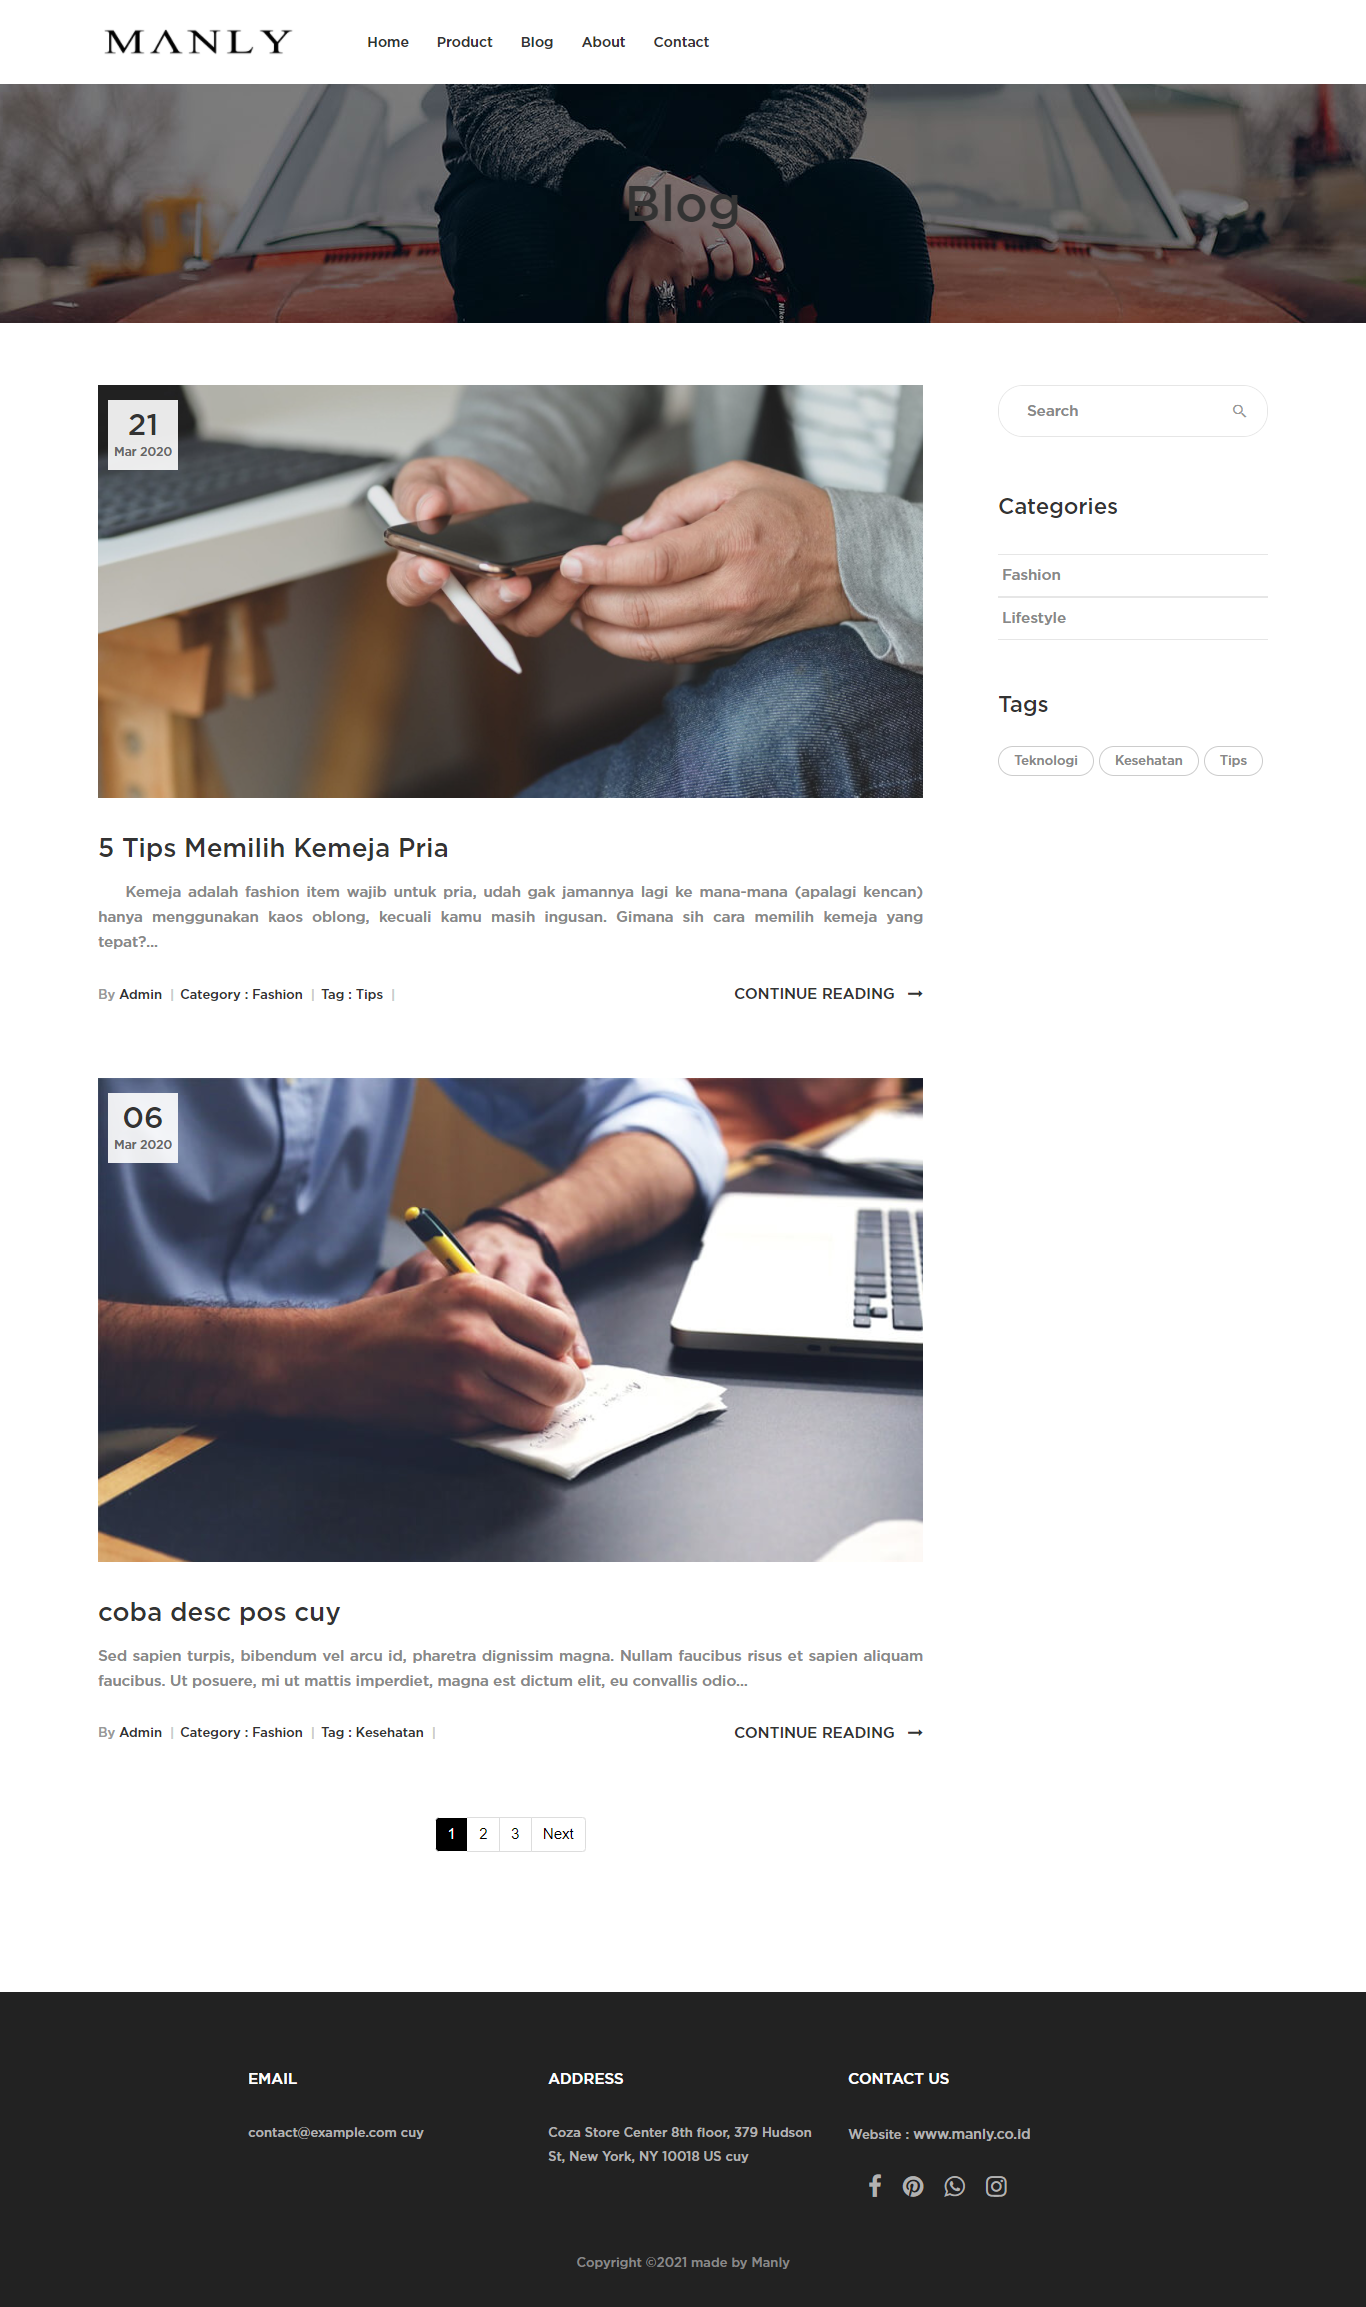 MANLY
Home Product Blog About Contact
Blog
Nikon
21
Mar 2020
5 Tips Memilih Kemeja Pria
Kemeja adalah fashion item wajib untuk pria, udah gak jamannya lagi ke mana-mana (apalagi kencan)
hanya menggunakan kaos oblong, kecuali kamu masih ingusan. Gimana sih cara memilih kemeja yang
tepat?...
By Admin | Category : Fashion | Tag : Tips |
CONTINUE READING →
06
Mar 2020
coba desc pos cuy
Sed sapien turpis, bibendum vel arcu id, pharetra dignissim magna. Nullam faucibus risus et sapien aliquam
faucibus. Ut posuere, mi ut mattis imperdiet, magna est dictum elit, eu convallis odio...
By Admin | Category : Fashion | Tag : Kesehatan |
CONTINUE READING →
1 2 3 Next
Search
Categories
Fashion
Lifestyle
Tags
Teknologi Kesehatan Tips
EMAIL
contact@example.com cuy
ADDRESS
Coza Store Center 8th floor, 379 Hudson
St, New York, NY 10018 US cuy
CONTACT US
Website : www.manly.co.id
Copyright ©2021 made by Manly